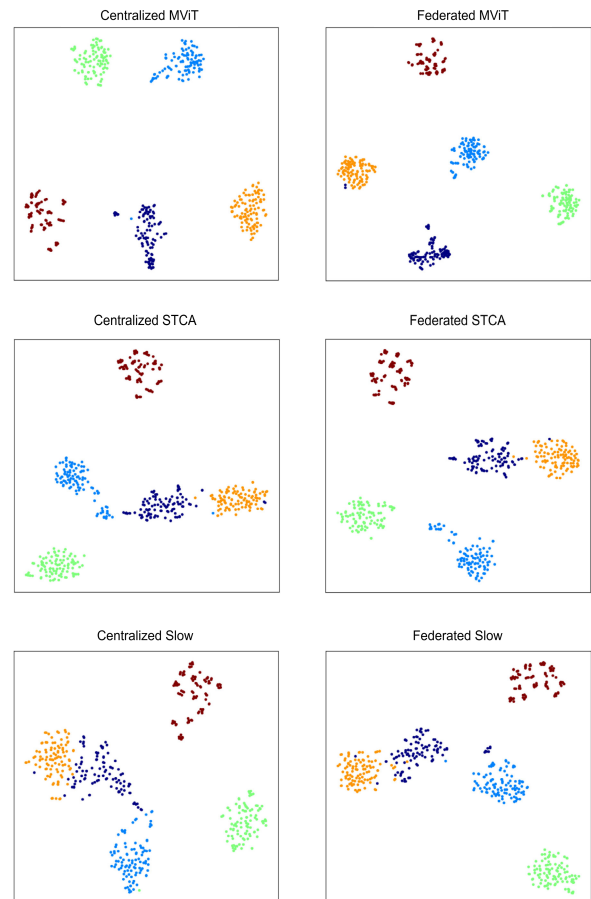 Centralized MViT
Federated MViT
Centralized STCA
Federated STCA
Centralized Slow
Federated Slow